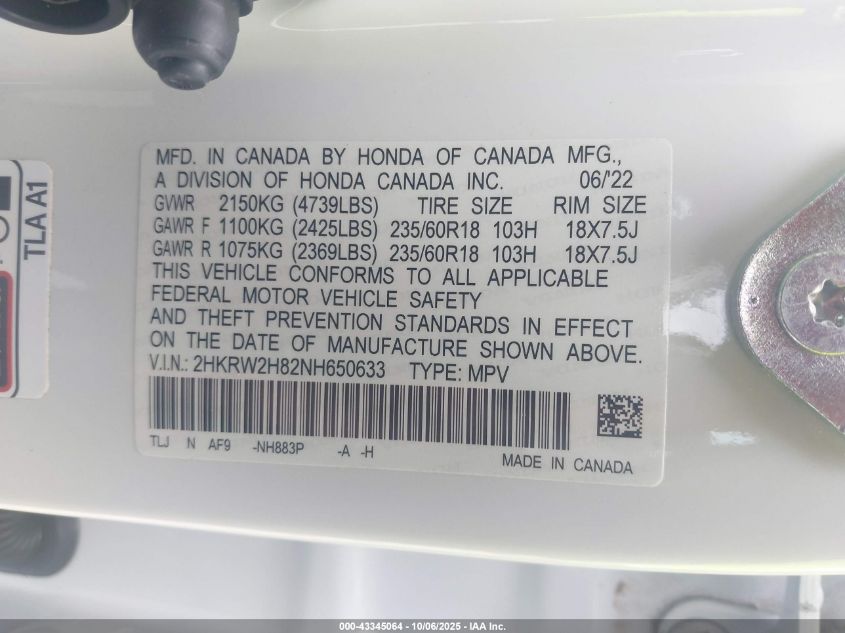 MFD. IN CANADA BY HONDA OF CANADA MFG.,
A DIVISION OF HONDA CANADA INC. 06/'22
GVWR 2150KG (4739LBS) TIRE SIZE RIM SIZE
GAWR F 1100KG (2425LBS) 235/60R18 103H 18X7.5J
GAWR R 1075KG (2369LBS) 235/60R18 103H 18X7.5J
THIS VEHICLE CONFORMS TO ALL APPLICABLE
FEDERAL MOTOR VEHICLE SAFETY
AND THEFT PREVENTION STANDARDS IN EFFECT
ON THE DATE OF MANUFACTURE SHOWN ABOVE.
V.I.N.: 2HKRW2H82NH650633 TYPE: MPV
TLJ N AF9 -NH883P -A -H
MADE IN CANADA
TLA A1
000-43345064 - 10/06/2025 - IAA Inc.